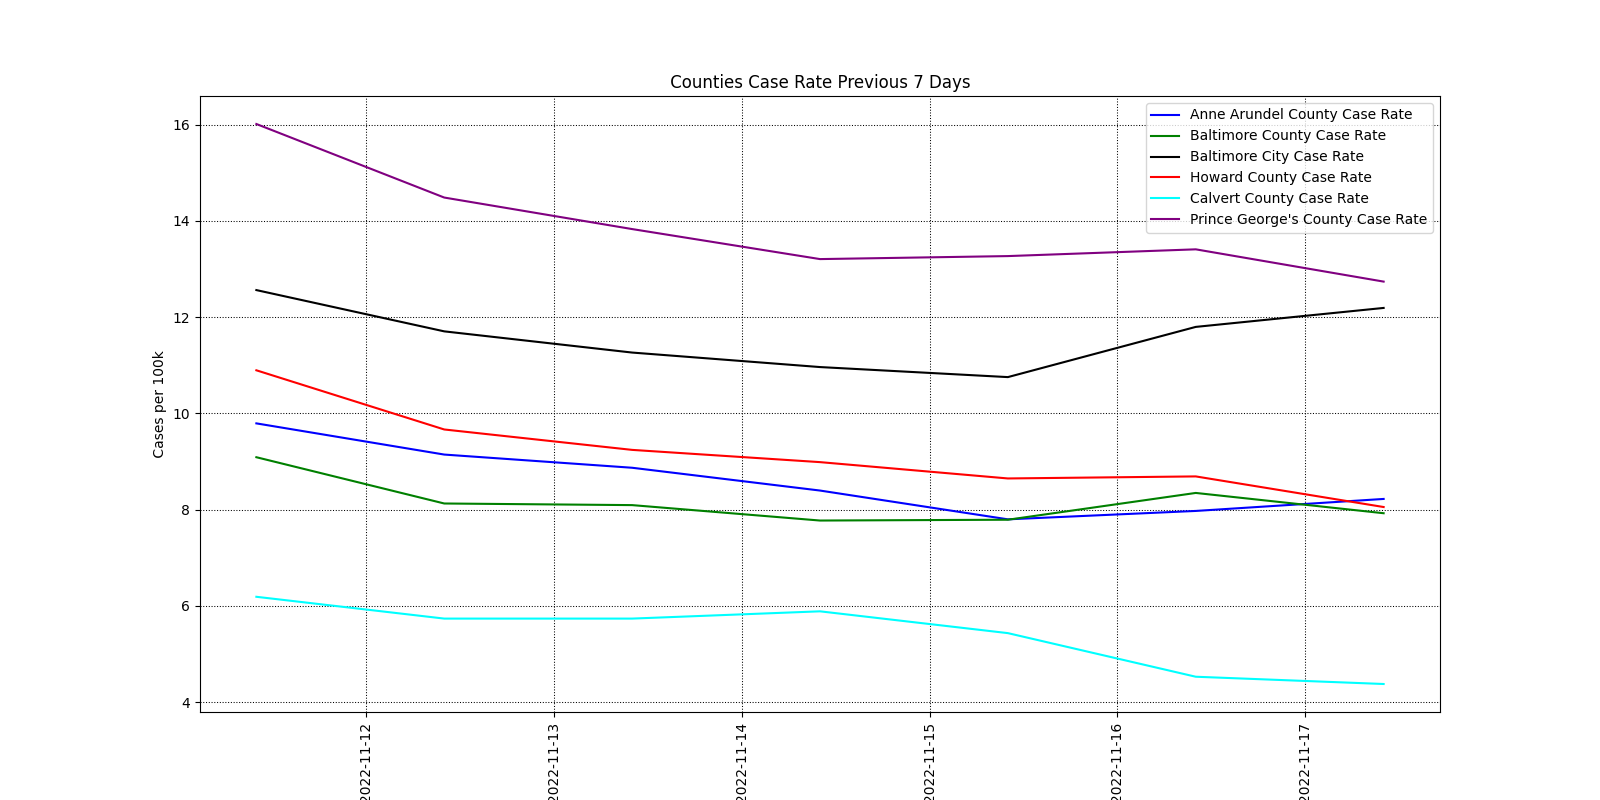 Counties Case Rate Previous 7 Days
Anne Arundel County Case Rate
Baltimore County Case Rate
Baltimore City Case Rate
Howard County Case Rate
Calvert County Case Rate
Prince George's County Case Rate
Cases per 100k
16
14
12
10
8
6
4
2022-11-12
2022-11-13
2022-11-14
2022-11-15
2022-11-16
2022-11-17